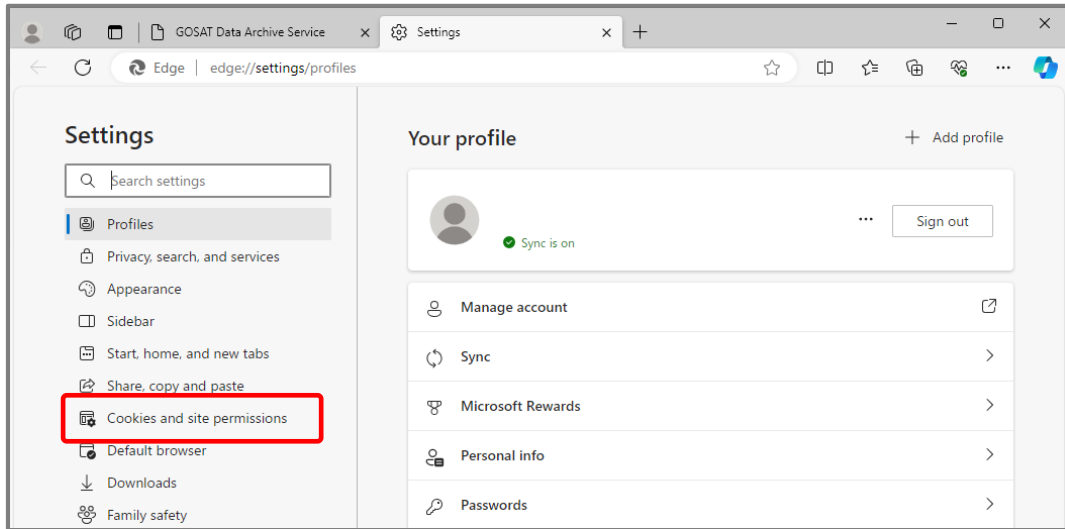 GOSAT Data Archive Service
Settings
Edge | edge://settings/profiles
Settings
Search settings
Profiles
Privacy, search, and services
Appearance
Sidebar
Start, home, and new tabs
Share, copy and paste
Cookies and site permissions
Default browser
Downloads
Family safety
Your profile
Add profile
Sync is on
Sign out
Manage account
Sync
Microsoft Rewards
Personal info
Passwords